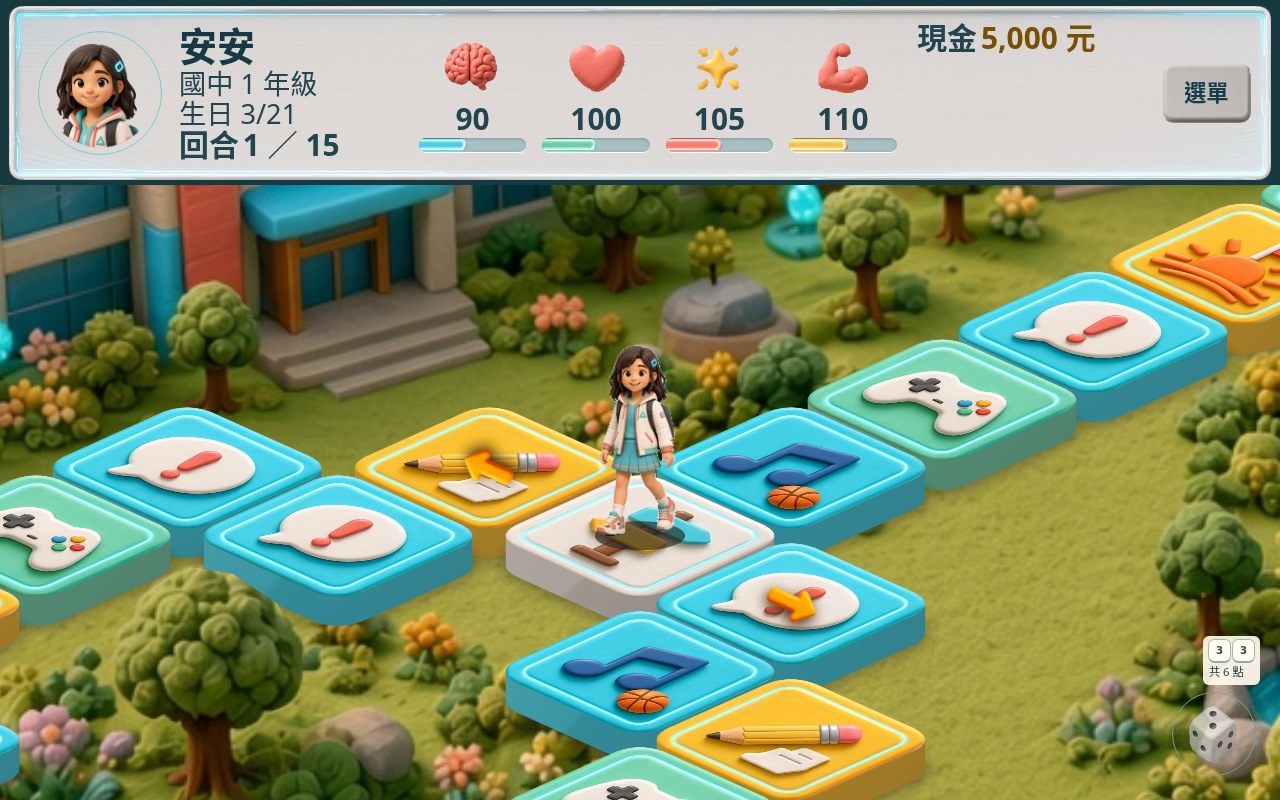 安安
國中 1 年級
生日 3/21
回合 1 ／ 15
90
100
105
110
現金 5,000 元
選單
3 3
共 6 點